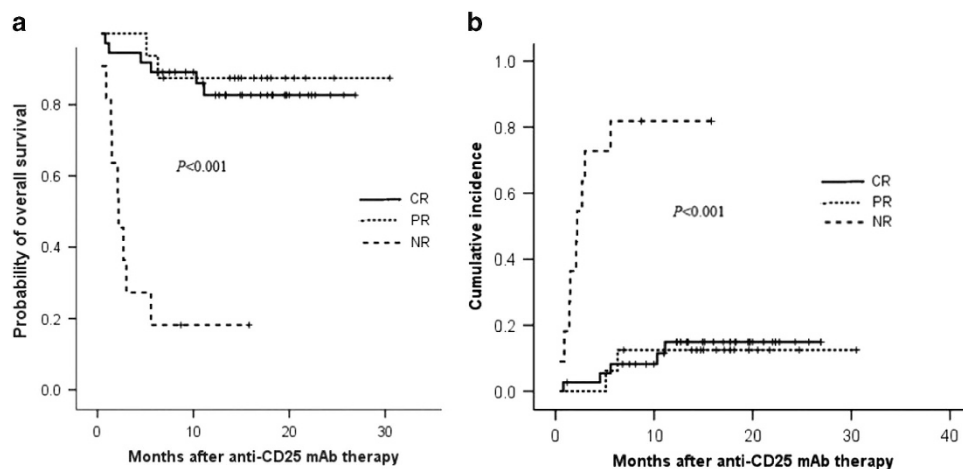 a
Probability of overall survival
0.8
0.6
0.4
0.2
0.0
P<0.001
CR
PR
NR
0 10 20 30
Months after anti-CD25 mAb therapy
b
Cumulative incidence
1.0
0.8
0.6
0.4
0.2
0.0
CR
PR
P<0.001
NR
0 10 20 30 40
Months after anti-CD25 mAb therapy